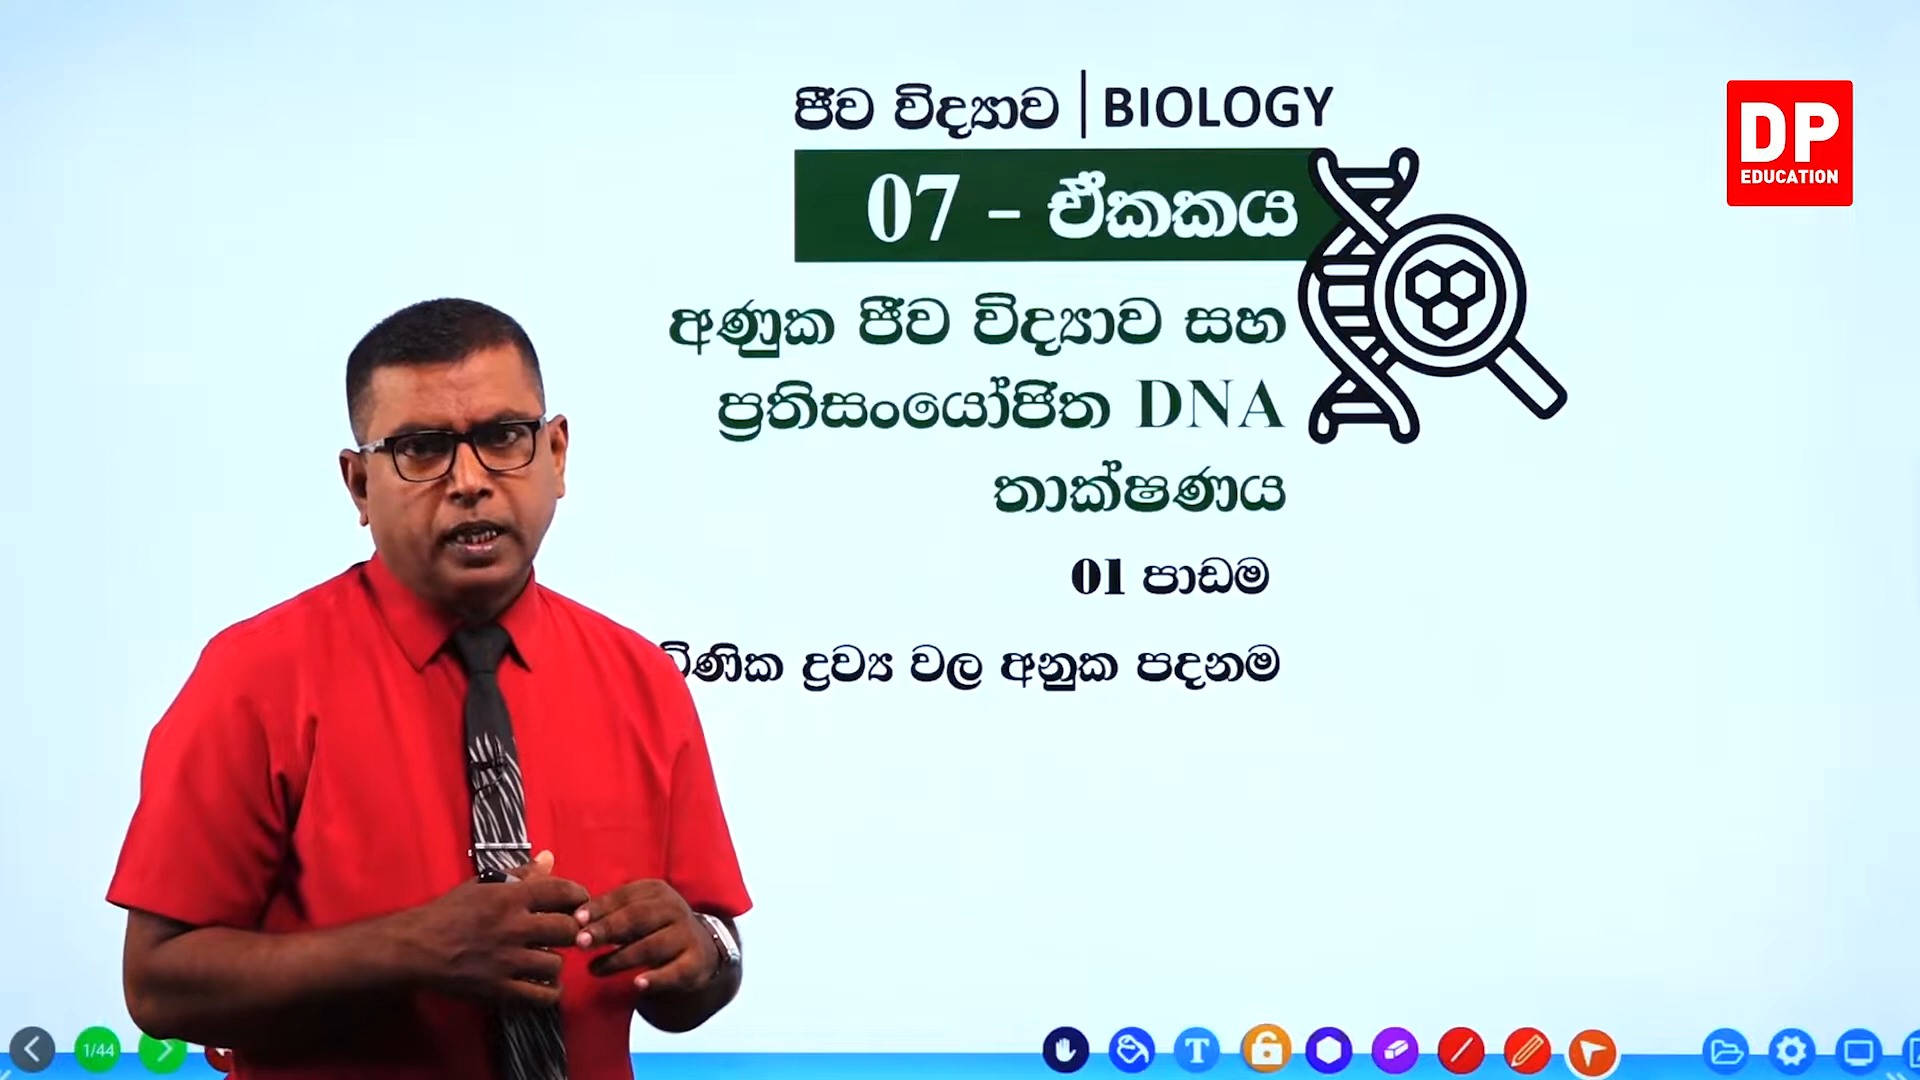 ජීව විද්‍යාව | BIOLOGY
DP
EDUCATION
07 - ඒකකය
අණුක ජීව විද්‍යාව සහ
ප්‍රතිසංයෝජිත DNA
තාක්ෂණය
01 පාඩම
ද්‍රව්‍ය වල අනුක පදනම
1/44
T